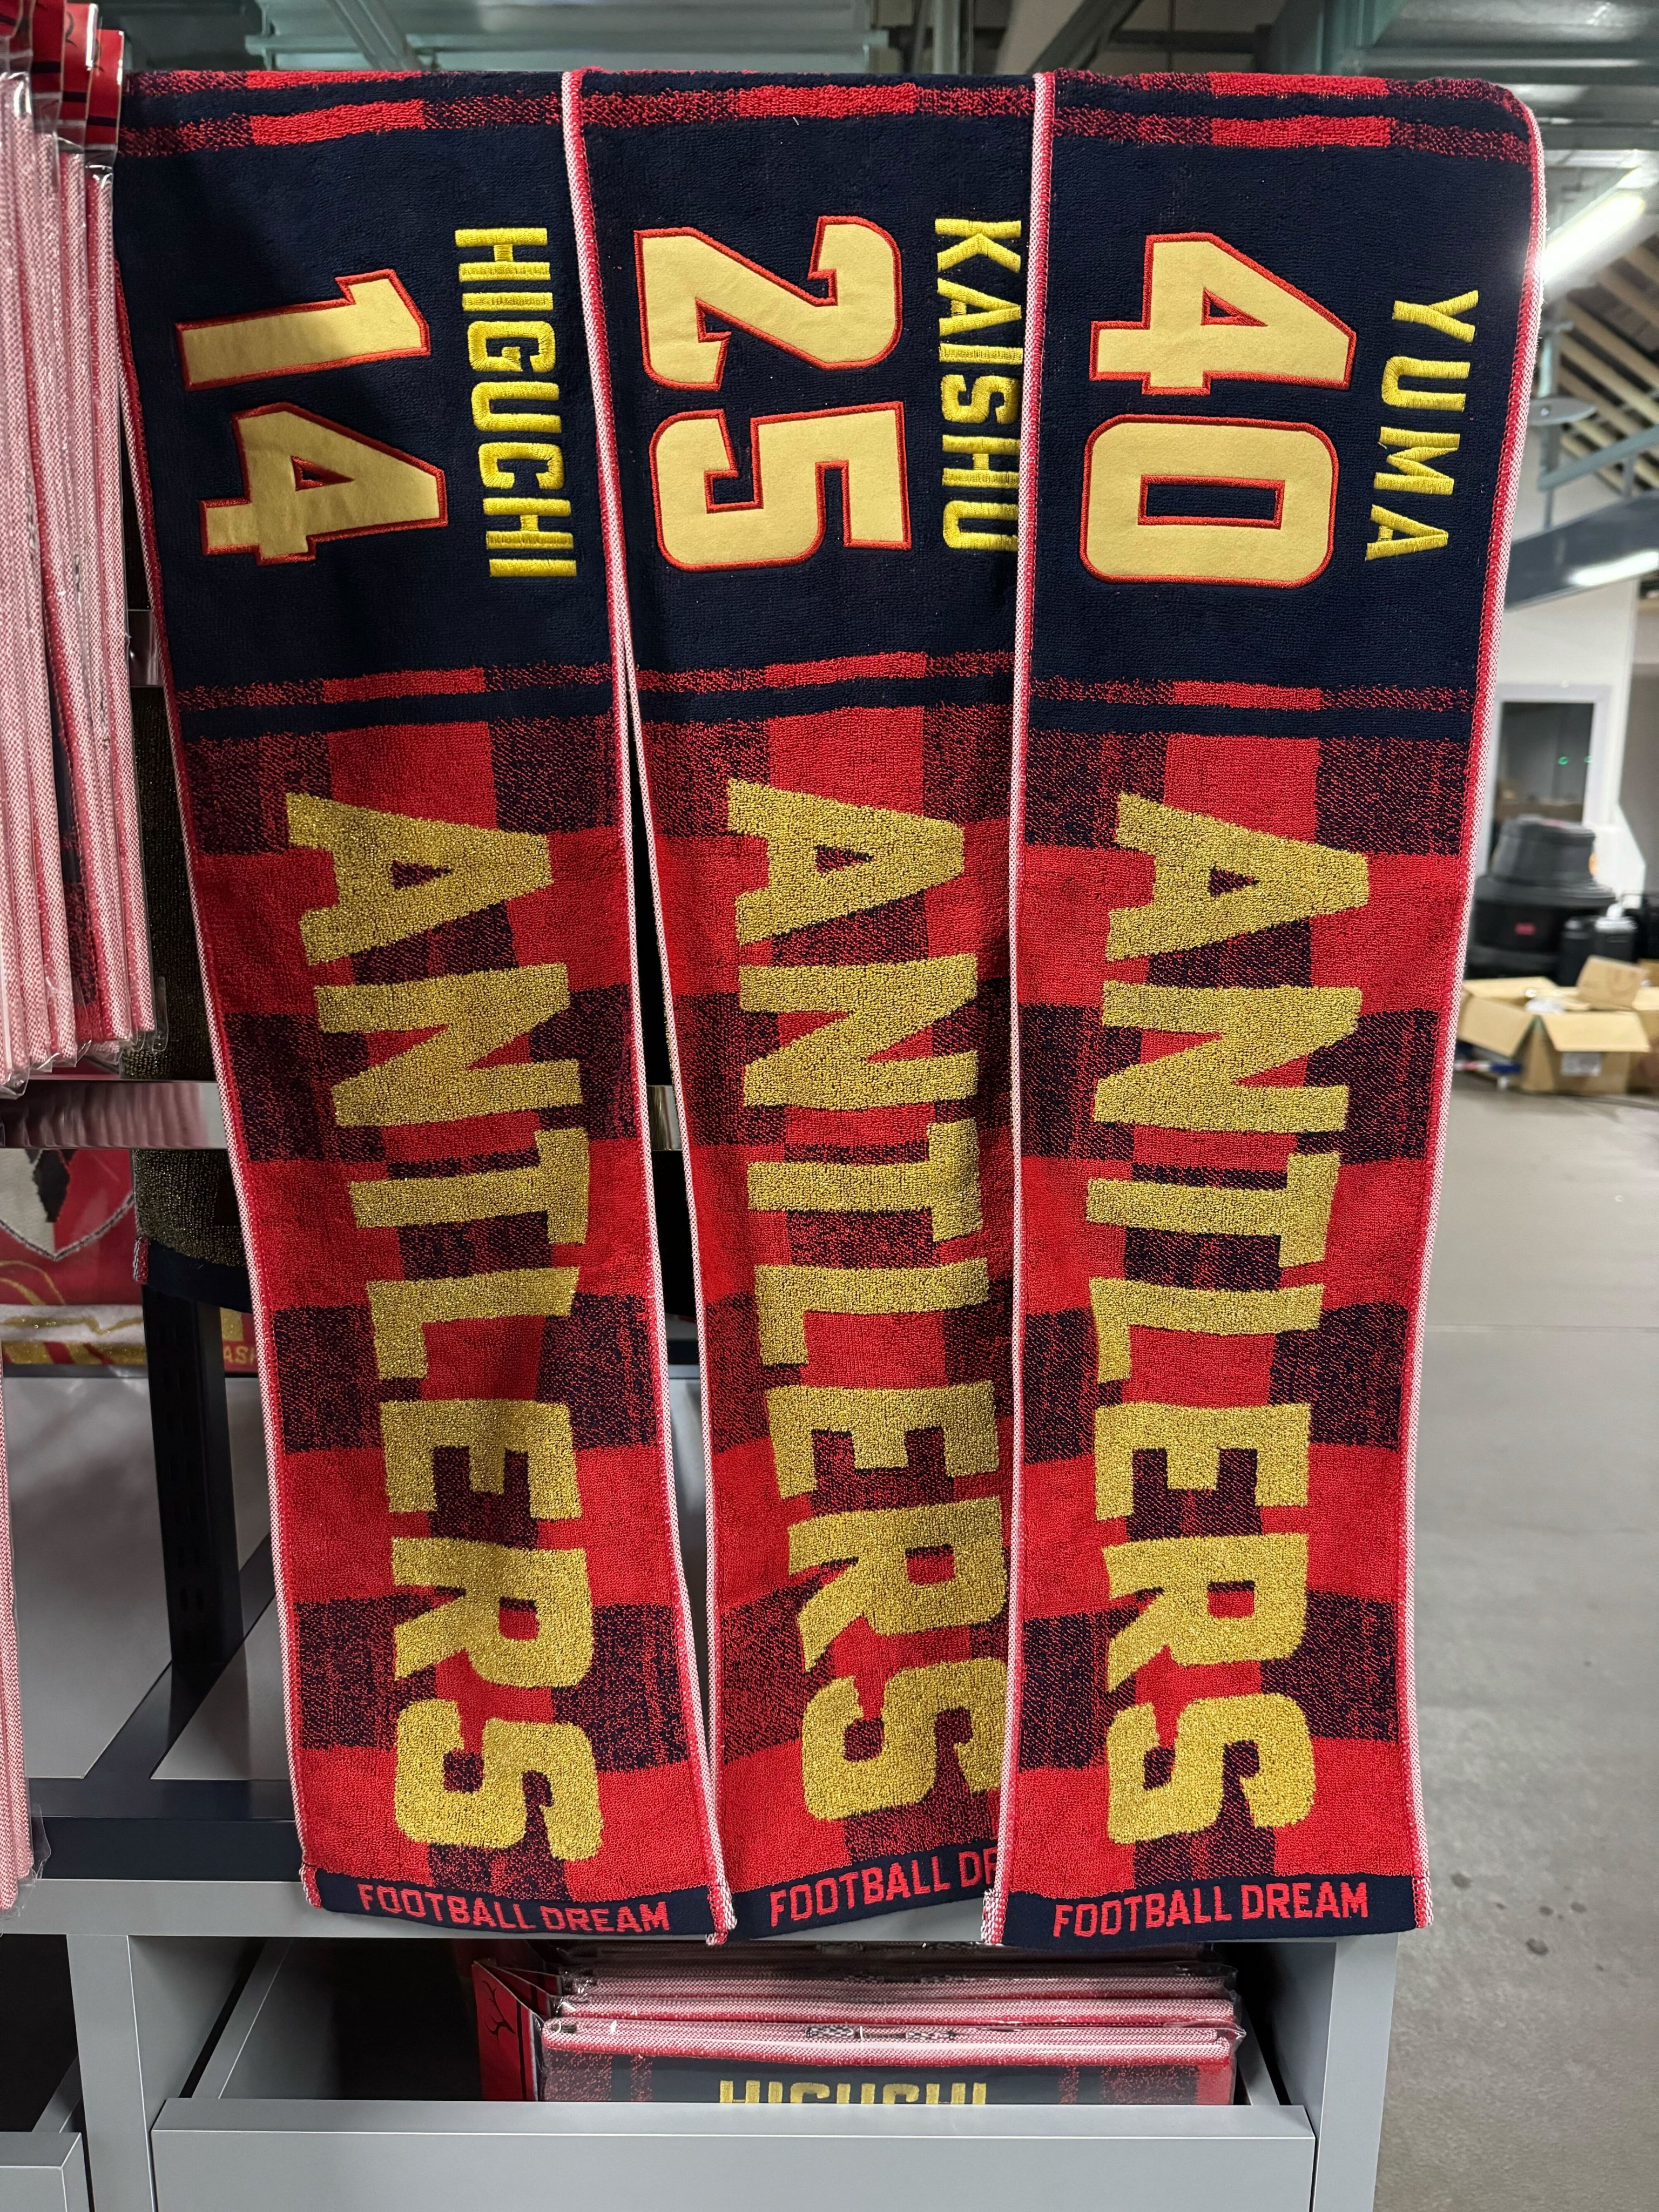 HIGUCHI
14
ANTLERS
FOOTBALL DREAM
KAISHU
25
ANTLERS
FOOTBALL DR
YUMA
40
ANTLERS
FOOTBALL DREAM
HIGUCHI